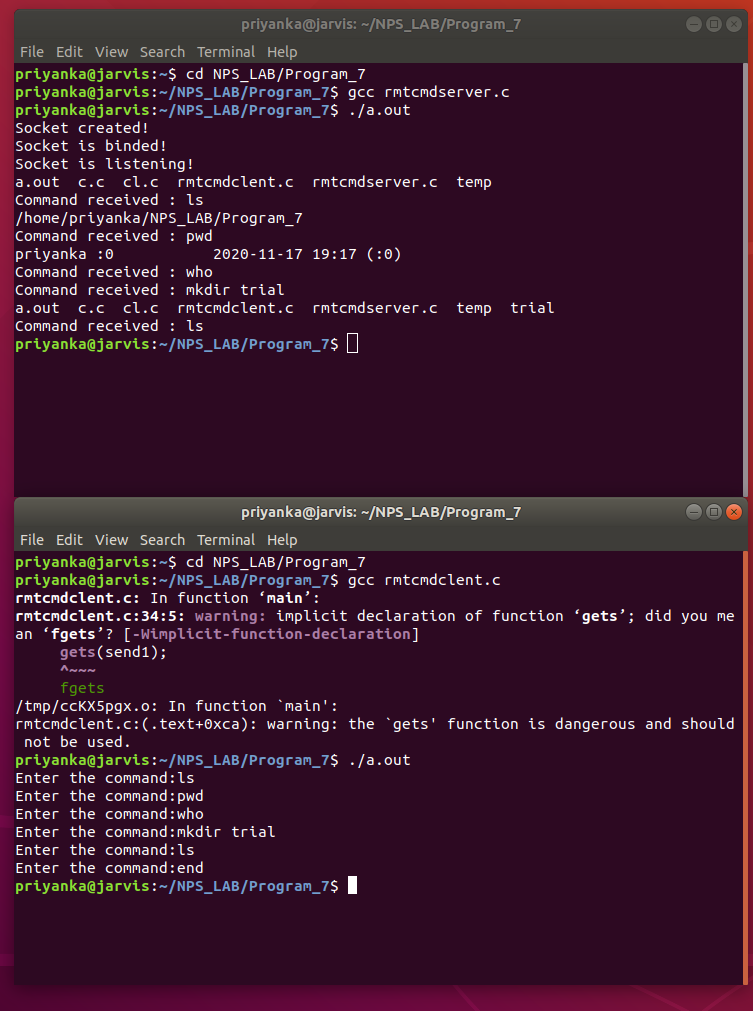 priyanka@jarvis: ~/NPS_LAB/Program_7
File Edit View Search Terminal Help
priyanka@jarvis:~$ cd NPS_LAB/Program_7
priyanka@jarvis:~/NPS_LAB/Program_7$ gcc rmtcmdserver.c
priyanka@jarvis:~/NPS_LAB/Program_7$ ./a.out
Socket created!
Socket is binded!
Socket is listening!
a.out  c.c  cl.c  rmtcmdclent.c  rmtcmdserver.c  temp
Command received : ls
/home/priyanka/NPS_LAB/Program_7
Command received : pwd
priyanka :0           2020-11-17 19:17 (:0)
Command received : who
Command received : mkdir trial
a.out  c.c  cl.c  rmtcmdclent.c  rmtcmdserver.c  temp  trial
Command received : ls
priyanka@jarvis:~/NPS_LAB/Program_7$
priyanka@jarvis: ~/NPS_LAB/Program_7
File Edit View Search Terminal Help
priyanka@jarvis:~$ cd NPS_LAB/Program_7
priyanka@jarvis:~/NPS_LAB/Program_7$ gcc rmtcmdclent.c
rmtcmdclent.c: In function ‘main’:
rmtcmdclent.c:34:5: warning: implicit declaration of function ‘gets’; did you me
an ‘fgets’? [-Wimplicit-function-declaration]
     gets(send1);
     ^~~~
     fgets
/tmp/ccKX5pgx.o: In function `main':
rmtcmdclent.c:(.text+0xca): warning: the `gets' function is dangerous and should
 not be used.
priyanka@jarvis:~/NPS_LAB/Program_7$ ./a.out
Enter the command:ls
Enter the command:pwd
Enter the command:who
Enter the command:mkdir trial
Enter the command:ls
Enter the command:end
priyanka@jarvis:~/NPS_LAB/Program_7$